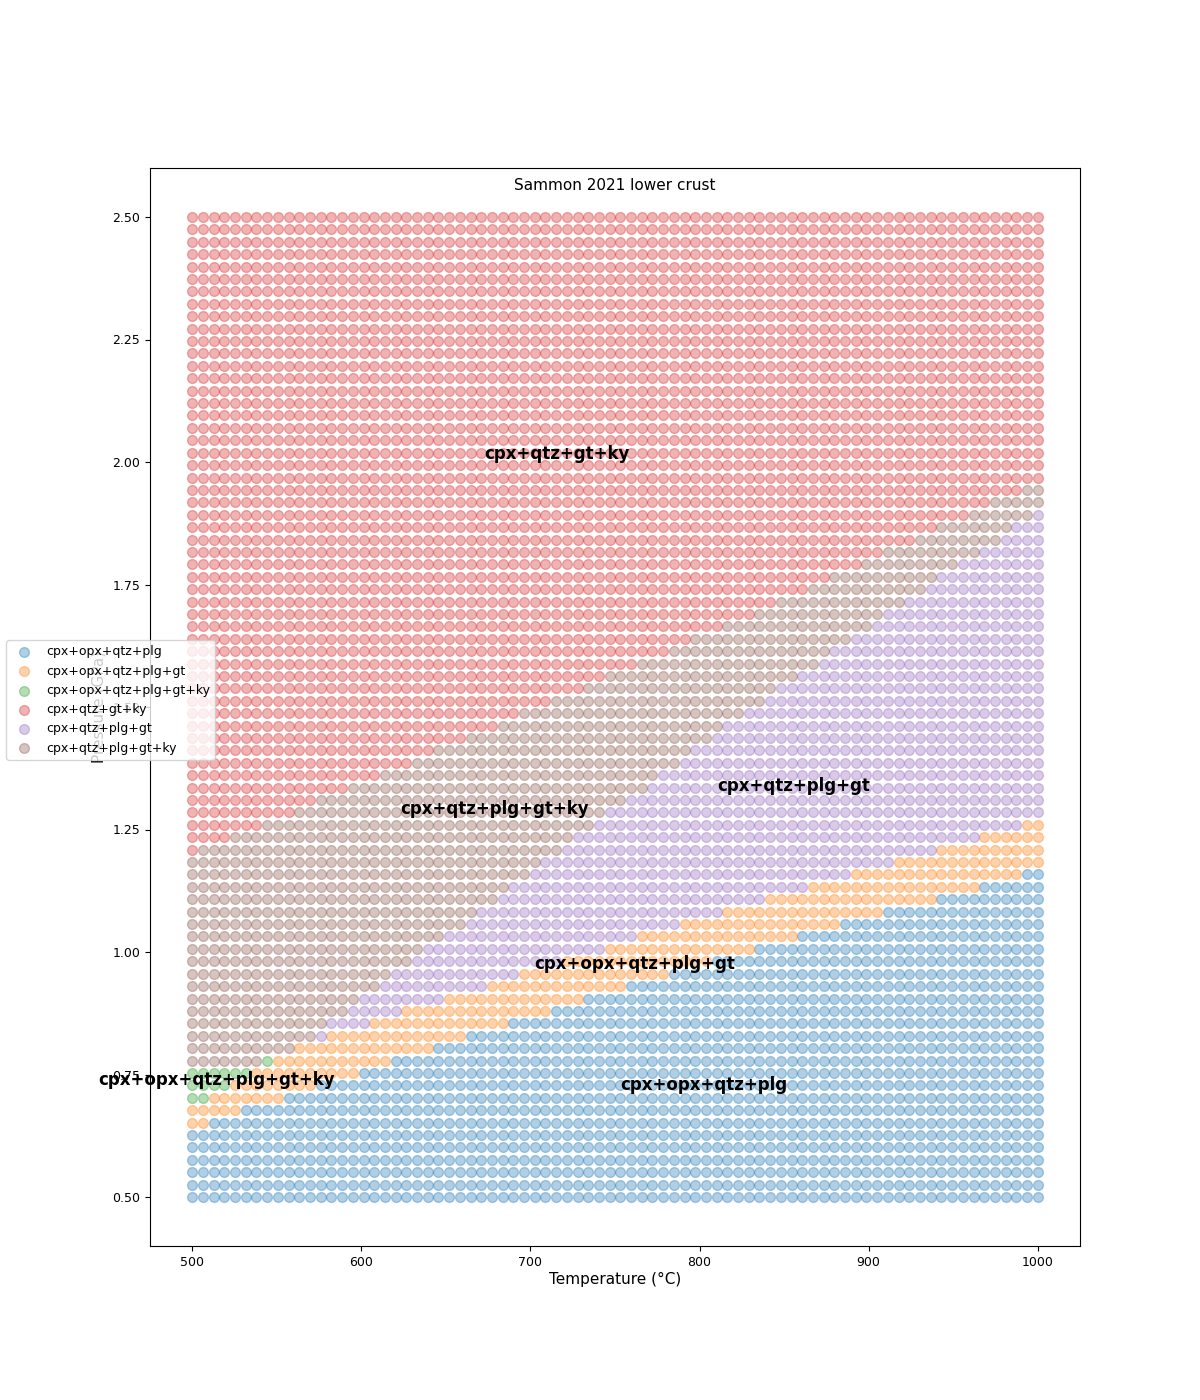 Sammon 2021 lower crust
2.50
2.25
2.00
1.75
1.25
1.00
0.75
0.50
cpx+qtz+gt+ky
cpx+opx+qtz+plg
cpx+opx+qtz+plg+gt
cpx+opx+qtz+plg+gt+ky
cpx+qtz+gt+ky
cpx+qtz+plg+gt
cpx+qtz+plg+gt+ky
cpx+qtz+plg+gt
cpx+qtz+plg+gt+ky
cpx+opx+qtz+plg+gt
cpx+opx+qtz+plg+gt+ky
cpx+opx+qtz+plg
500 600 700 800 900 1000
Temperature (°C)